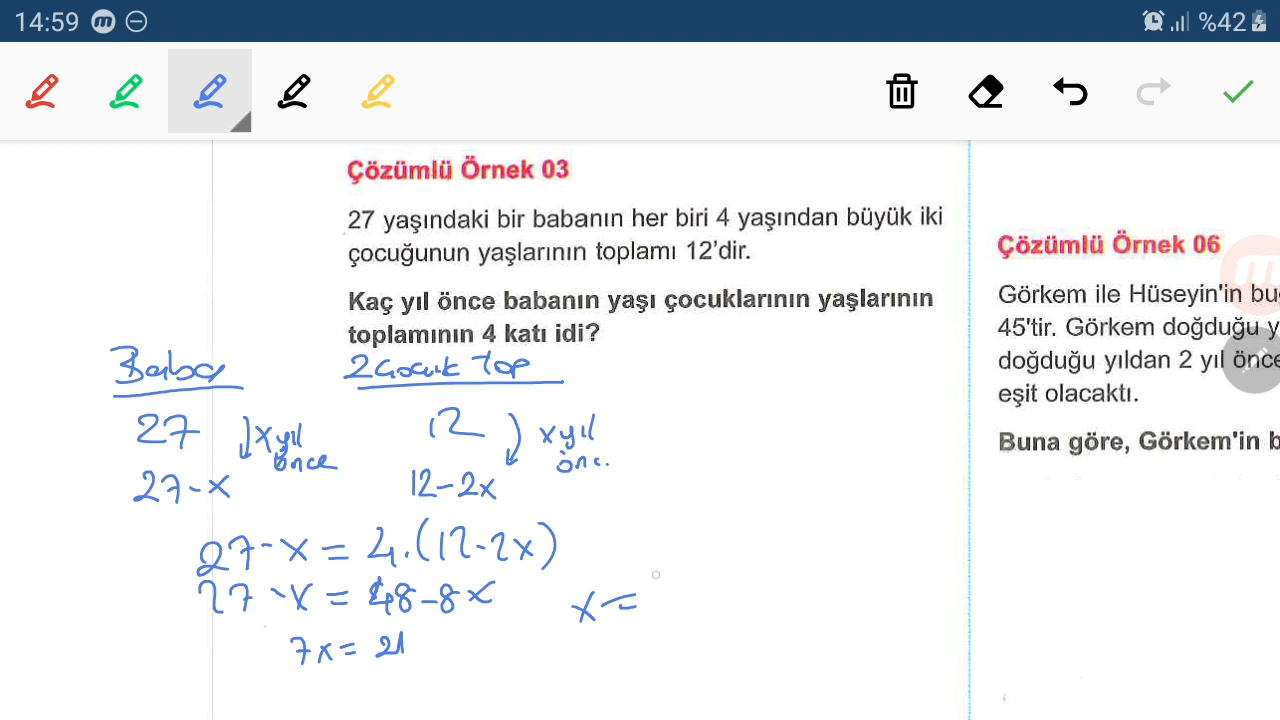 14:59 %42
Çözümlü Örnek 03
27 yaşındaki bir babanın her biri 4 yaşından büyük iki
çocuğunun yaşlarının toplamı 12'dir.
Kaç yıl önce babanın yaşı çocuklarının yaşlarının
toplamının 4 katı idi?
Baba 2 Çocuk Top
27 x yıl önce 12 x yıl önc.
27-x 12-2x
27-x = 4.(12-2x)
27-x = 48-8x x=
7x = 21
Çözümlü Örnek 06
Görkem ile Hüseyin'in bu
45'tir. Görkem doğduğu y
doğduğu yıldan 2 yıl önce
eşit olacaktı.
Buna göre, Görkem'in b